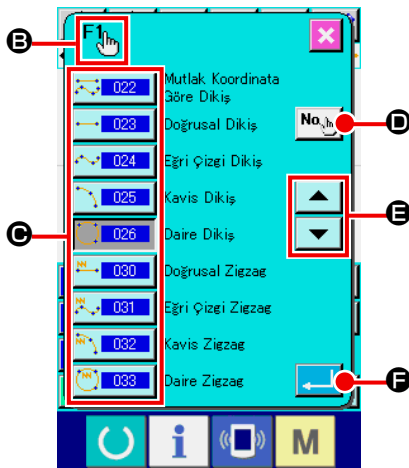 B
F1
022 Mutlak Koordinata
Göre Dikiş
023 Doğrusal Dikiş
No.
D
024 Eğri Çizgi Dikiş
025 Kavis Dikiş
E
C
026 Daire Dikiş
030 Doğrusal Zigzag
031 Eğri Çizgi Zigzag
032 Kavis Zigzag
033 Daire Zigzag
F
i
M